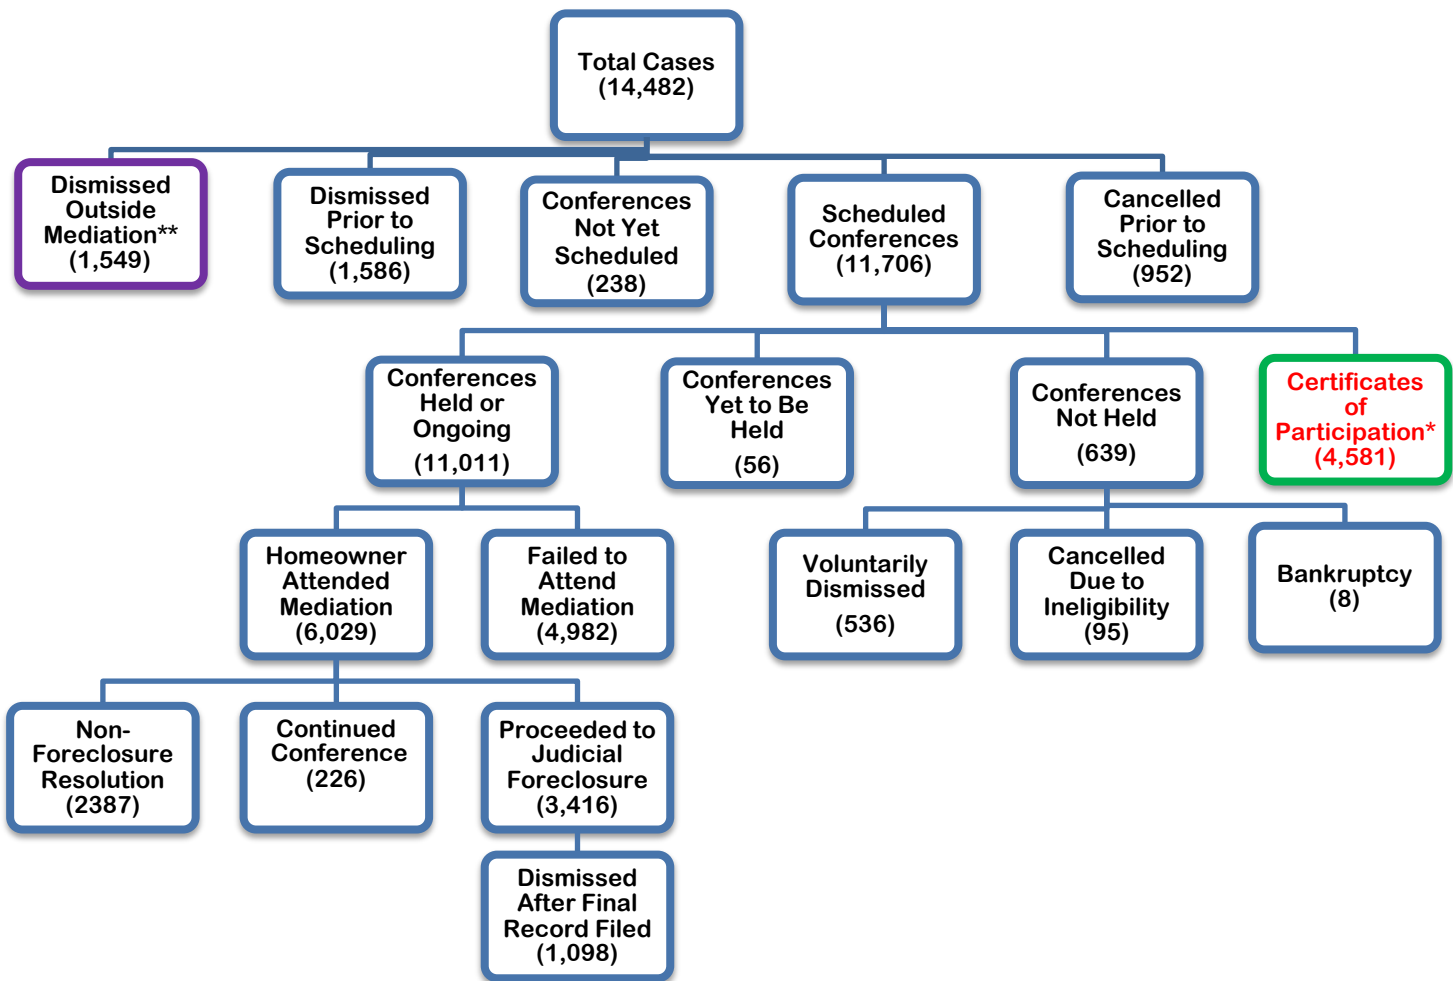 Total Cases
(14,482)
Dismissed
Outside
Mediation**
(1,549)
Dismissed
Prior to
Scheduling
(1,586)
Conferences
Not Yet
Scheduled
(238)
Scheduled
Conferences
(11,706)
Cancelled
Prior to
Scheduling
(952)
Conferences
Held or
Ongoing
(11,011)
Conferences
Yet to Be
Held
(56)
Conferences
Not Held
(639)
Certificates
of
Participation*
(4,581)
Homeowner
Attended
Mediation
(6,029)
Failed to
Attend
Mediation
(4,982)
Voluntarily
Dismissed
(536)
Cancelled
Due to
Ineligibility
(95)
Bankruptcy
(8)
Non-
Foreclosure
Resolution
(2387)
Continued
Conference
(226)
Proceeded to
Judicial
Foreclosure
(3,416)
Dismissed
After Final
Record Filed
(1,098)